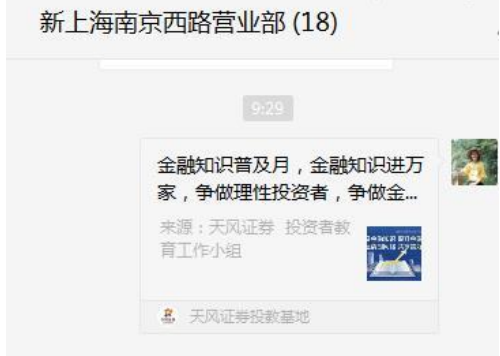 新上海南京西路营业部 (18)
9:29
金融知识普及月，金融知识进万
家，争做理性投资者，争做金...
来源：天风证券 投资者教
育工作小组
天风证券投教基地